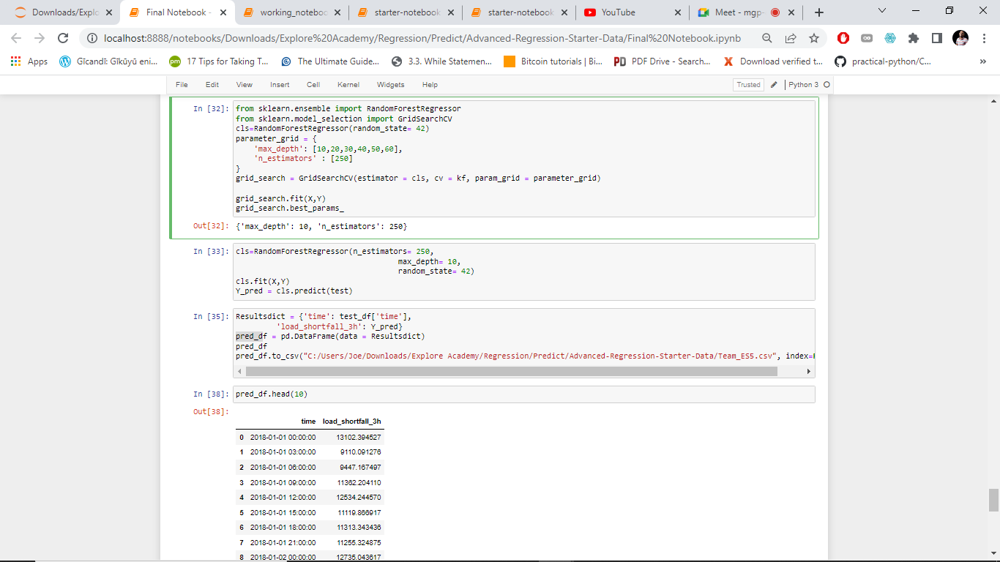 Downloads/Explo
Final Notebook -
working_noteboo
starter-notebook
starter-notebook
YouTube
Meet - mgp-
localhost:8888/notebooks/Downloads/Explore%20Academy/Regression/Predict/Advanced-Regression-Starter-Data/Final%20Notebook.ipynb
Apps
Gĩcandĩ: Gĩkũyũ eni...
pm
17 Tips for Taking T...
The Ultimate Guide...
3.3. While Statemen...
Bitcoin tutorials | Bi...
PD
PDF Drive - Search...
X
Download verified t...
practical-python/C...
»
File Edit View Insert Cell Kernel Widgets Help
Trusted
Python 3
In [32]:
from sklearn.ensemble import RandomForestRegressor
from sklearn.model_selection import GridSearchCV
cls=RandomForestRegressor(random_state= 42)
parameter_grid = {
'max_depth': [10,20,30,40,50,60],
'n_estimators' : [250]
}
grid_search = GridSearchCV(estimator = cls, cv = kf, param_grid = parameter_grid)
grid_search.fit(X,Y)
grid_search.best_params_
Out[32]: {'max_depth': 10, 'n_estimators': 250}
In [33]:
cls=RandomForestRegressor(n_estimators= 250,
max_depth= 10,
random_state= 42)
cls.fit(X,Y)
Y_pred = cls.predict(test)
In [35]:
Resultsdict = {'time': test_df['time'],
'load_shortfall_3h': Y_pred}
pred_df = pd.DataFrame(data = Resultsdict)
pred_df
pred_df.to_csv("C:/Users/Joe/Downloads/Explore Academy/Regression/Predict/Advanced-Regression-Starter-Data/Team_ES5.csv", index=
In [38]: pred_df.head(10)
Out[38]:
time load_shortfall_3h
0 2018-01-01 00:00:00 13102.394527
1 2018-01-01 03:00:00 9110.091276
2 2018-01-01 06:00:00 9447.167497
3 2018-01-01 09:00:00 11362.204110
4 2018-01-01 12:00:00 12534.244570
5 2018-01-01 15:00:00 11119.866917
6 2018-01-01 18:00:00 11313.343436
7 2018-01-01 21:00:00 11255.324875
8 2018-01-02 00:00:00 12735.043617